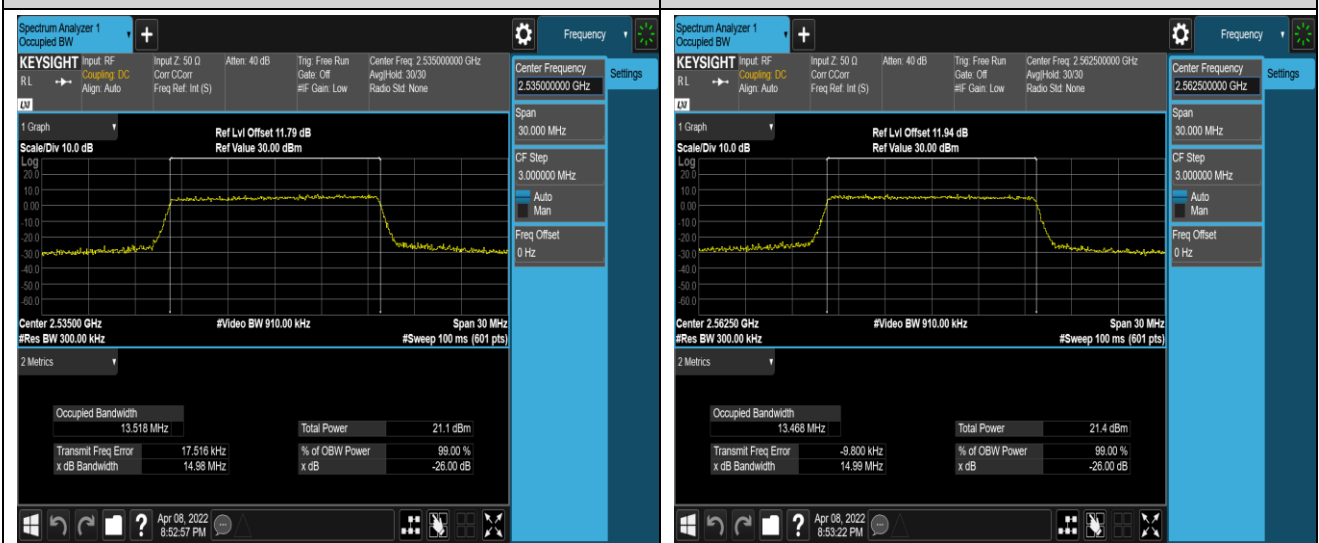 Spectrum Analyzer 1
Occupied BW
+
Frequency
KEYSIGHT
RL
Input: RF
Coupling: DC
Align: Auto
Input Z: 50 Ω
Corr CCorr
Freq Ref: Int (S)
Atten: 40 dB
Trig: Free Run
Gate: Off
#IF Gain: Low
Center Freq: 2.535000000 GHz
Avg|Hold: 30/30
Radio Std: None
LXI
Center Frequency
2.535000000 GHz
Settings
Span
30.000 MHz
CF Step
3.000000 MHz
Auto
Man
Freq Offset
0 Hz
1 Graph
Scale/Div 10.0 dB
Ref Lvl Offset 11.79 dB
Ref Value 30.00 dBm
Log
20.0
10.0
0.00
-10.0
-20.0
-30.0
-40.0
-50.0
-60.0
Center 2.53500 GHz
#Video BW 910.00 kHz
Span 30 MHz
#Res BW 300.00 kHz
#Sweep 100 ms (601 pts)
2 Metrics
Occupied Bandwidth
13.518 MHz
Total Power 21.1 dBm
Transmit Freq Error 17.516 kHz
% of OBW Power 99.00 %
x dB Bandwidth 14.98 MHz
x dB -26.00 dB
?
Apr 08, 2022
8:52:57 PM
Spectrum Analyzer 1
Occupied BW
+
Frequency
KEYSIGHT
RL
Input: RF
Coupling: DC
Align: Auto
Input Z: 50 Ω
Corr CCorr
Freq Ref: Int (S)
Atten: 40 dB
Trig: Free Run
Gate: Off
#IF Gain: Low
Center Freq: 2.562500000 GHz
Avg|Hold: 30/30
Radio Std: None
LXI
Center Frequency
2.562500000 GHz
Settings
Span
30.000 MHz
CF Step
3.000000 MHz
Auto
Man
Freq Offset
0 Hz
1 Graph
Scale/Div 10.0 dB
Ref Lvl Offset 11.94 dB
Ref Value 30.00 dBm
Log
20.0
10.0
0.00
-10.0
-20.0
-30.0
-40.0
-50.0
-60.0
Center 2.56250 GHz
#Video BW 910.00 kHz
Span 30 MHz
#Res BW 300.00 kHz
#Sweep 100 ms (601 pts)
2 Metrics
Occupied Bandwidth
13.468 MHz
Total Power 21.4 dBm
Transmit Freq Error -9.800 kHz
% of OBW Power 99.00 %
x dB Bandwidth 14.99 MHz
x dB -26.00 dB
?
Apr 08, 2022
8:53:22 PM